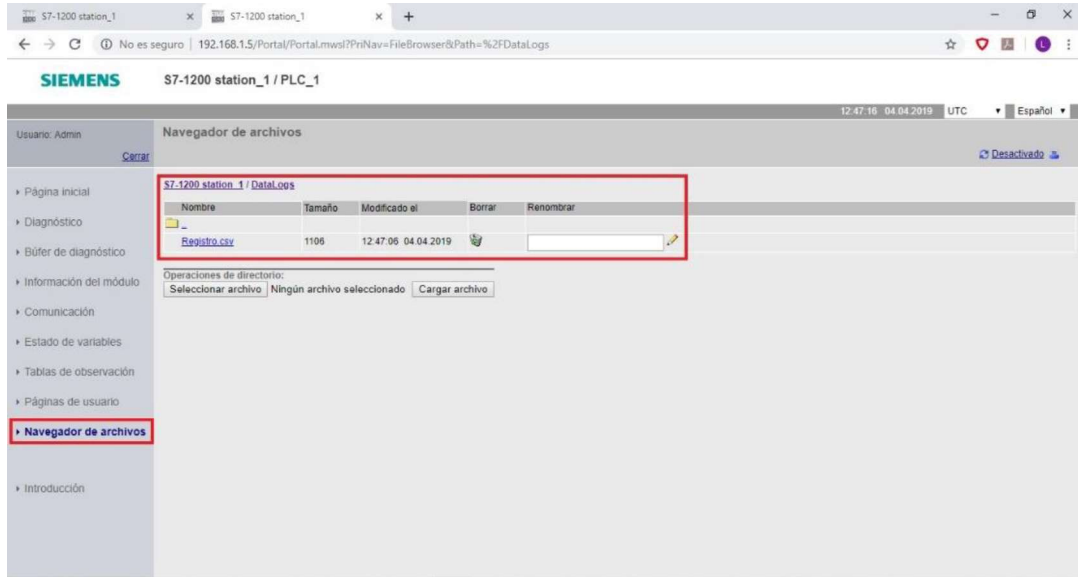 S7-1200 station_1
S7-1200 station_1
No es seguro | 192.168.1.5/Portal/Portal.mwsl?PriNav=FileBrowser&Path=%2FDataLogs
L
SIEMENS
S7-1200 station_1 / PLC_1
12:47:16 04.04.2019 UTC Español
Usuario: Admin
Navegador de archivos
Cerrar
Desactivado
S7-1200 station_1 / DataLogs
Página inicial
Nombre Tamaño Modificado el Borrar Renombrar
..
Diagnóstico
Registro.csv 1106 12:47:06 04.04.2019
Búfer de diagnóstico
Operaciones de directorio:
Información del módulo
Seleccionar archivo Ningún archivo seleccionado Cargar archivo
Comunicación
Estado de variables
Tablas de observación
Páginas de usuario
Navegador de archivos
Introducción